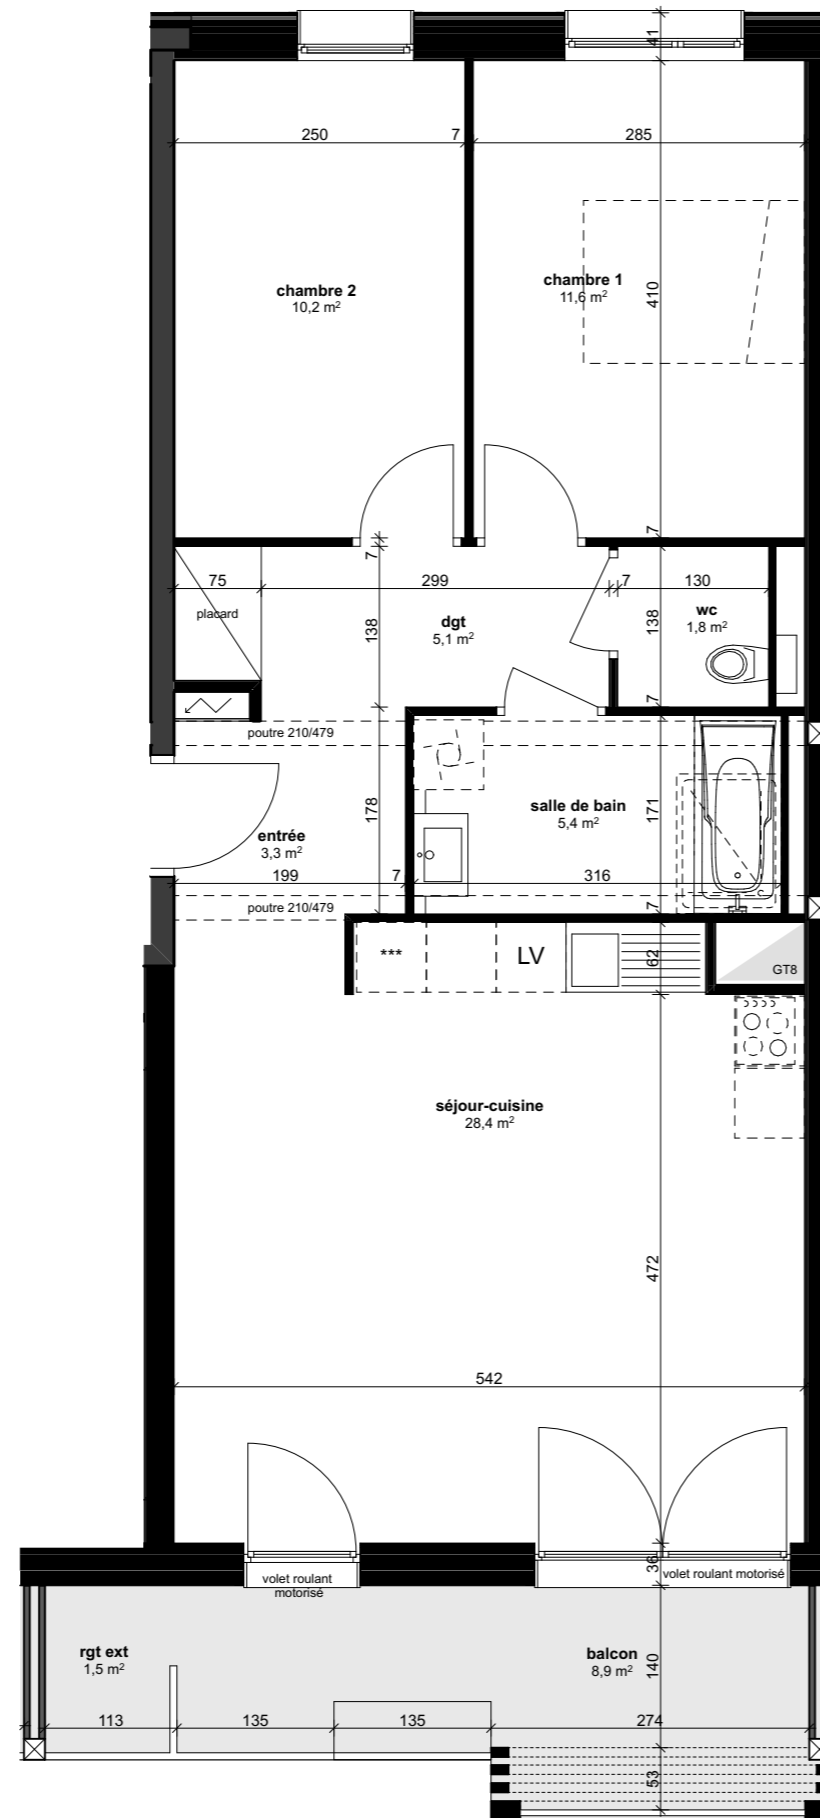 41
250 7 285
chambre 2
10,2 m²
chambre 1
11,6 m²
410
7
7
75 299 7 130
placard
138
dgt
5,1 m²
138
wc
1,8 m²
7
poutre 210/479
entrée
3,3 m²
178
salle de bain
5,4 m²
171
199 7 316
poutre 210/479
7
*** LV
62
GT8
séjour-cuisine
28,4 m²
472
542
36
volet roulant
motorisé
volet roulant motorisé
rgt ext
1,5 m²
balcon
8,9 m²
140
113 135 135 274
53